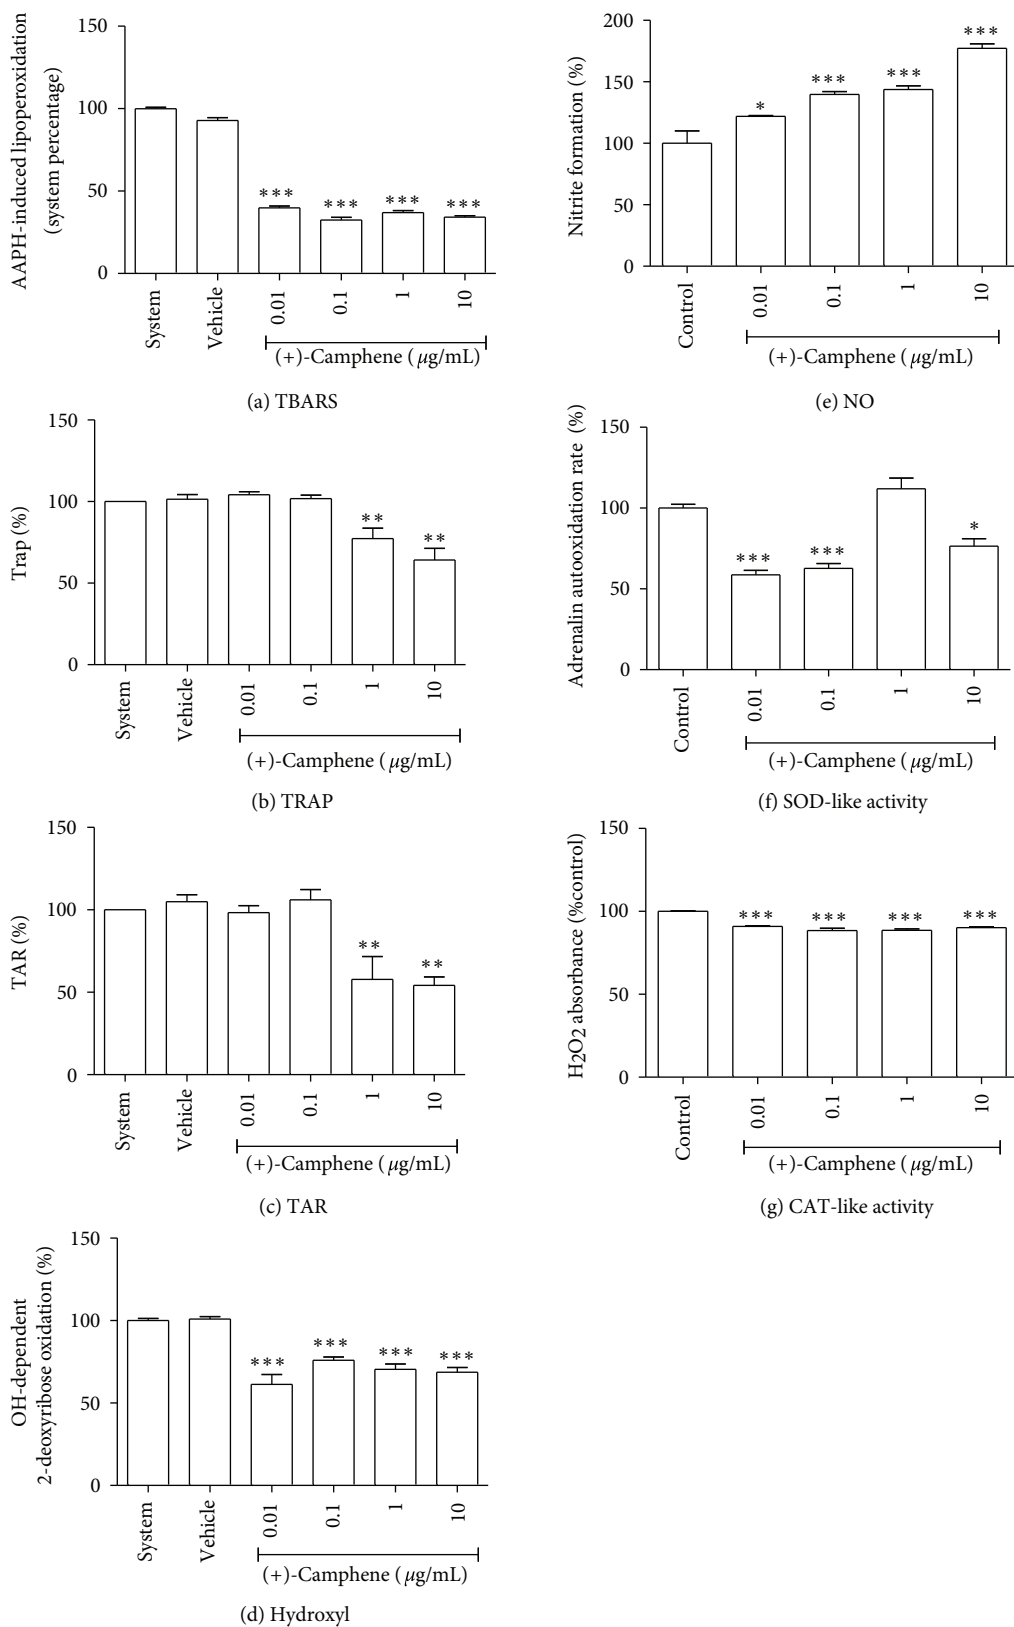 AAPH-induced lipoperoxidation
(system percentage)
150
100
50
0
***
***
***
***
System
Vehicle
0.01
0.1
1
10
(+)-Camphene (μg/mL)
(a) TBARS
Trap (%)
150
100
50
0
**
**
System
Vehicle
0.01
0.1
1
10
(+)-Camphene (μg/mL)
(b) TRAP
TAR (%)
150
100
50
0
**
**
System
Vehicle
0.01
0.1
1
10
(+)-Camphene (μg/mL)
(c) TAR
OH-dependent
2-deoxyribose oxidation (%)
150
100
50
0
***
***
***
***
System
Vehicle
0.01
0.1
1
10
(+)-Camphene (μg/mL)
(d) Hydroxyl
Nitrite formation (%)
200
150
100
50
0
*
***
***
***
Control
0.01
0.1
1
10
(+)-Camphene (μg/mL)
(e) NO
Adrenalin autooxidation rate (%)
150
100
50
0
***
***
*
Control
0.01
0.1
1
10
(+)-Camphene (μg/mL)
(f) SOD-like activity
H2O2 absorbance (%control)
150
100
50
0
***
***
***
***
Control
0.01
0.1
1
10
(+)-Camphene (μg/mL)
(g) CAT-like activity